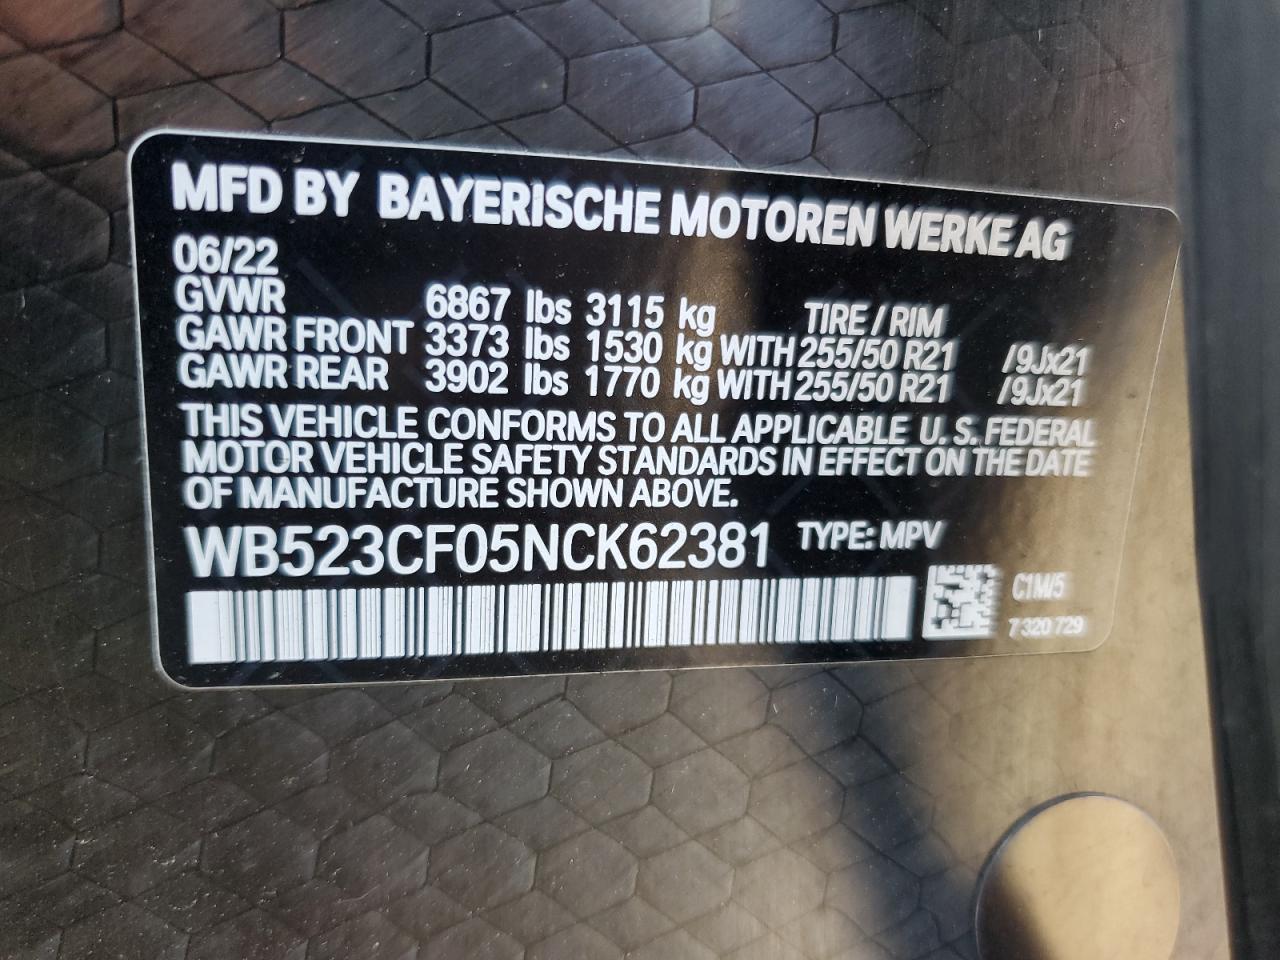 MFD BY BAYERISCHE MOTOREN WERKE AG
06/22
GVWR 6867 lbs 3115 kg TIRE / RIM
GAWR FRONT 3373 lbs 1530 kg WITH 255/50 R21 /9Jx21
GAWR REAR 3902 lbs 1770 kg WITH 255/50 R21 /9Jx21
THIS VEHICLE CONFORMS TO ALL APPLICABLE U. S. FEDERAL
MOTOR VEHICLE SAFETY STANDARDS IN EFFECT ON THE DATE
OF MANUFACTURE SHOWN ABOVE.
WB523CF05NCK62381 TYPE: MPV
C1M/5
7 320 729